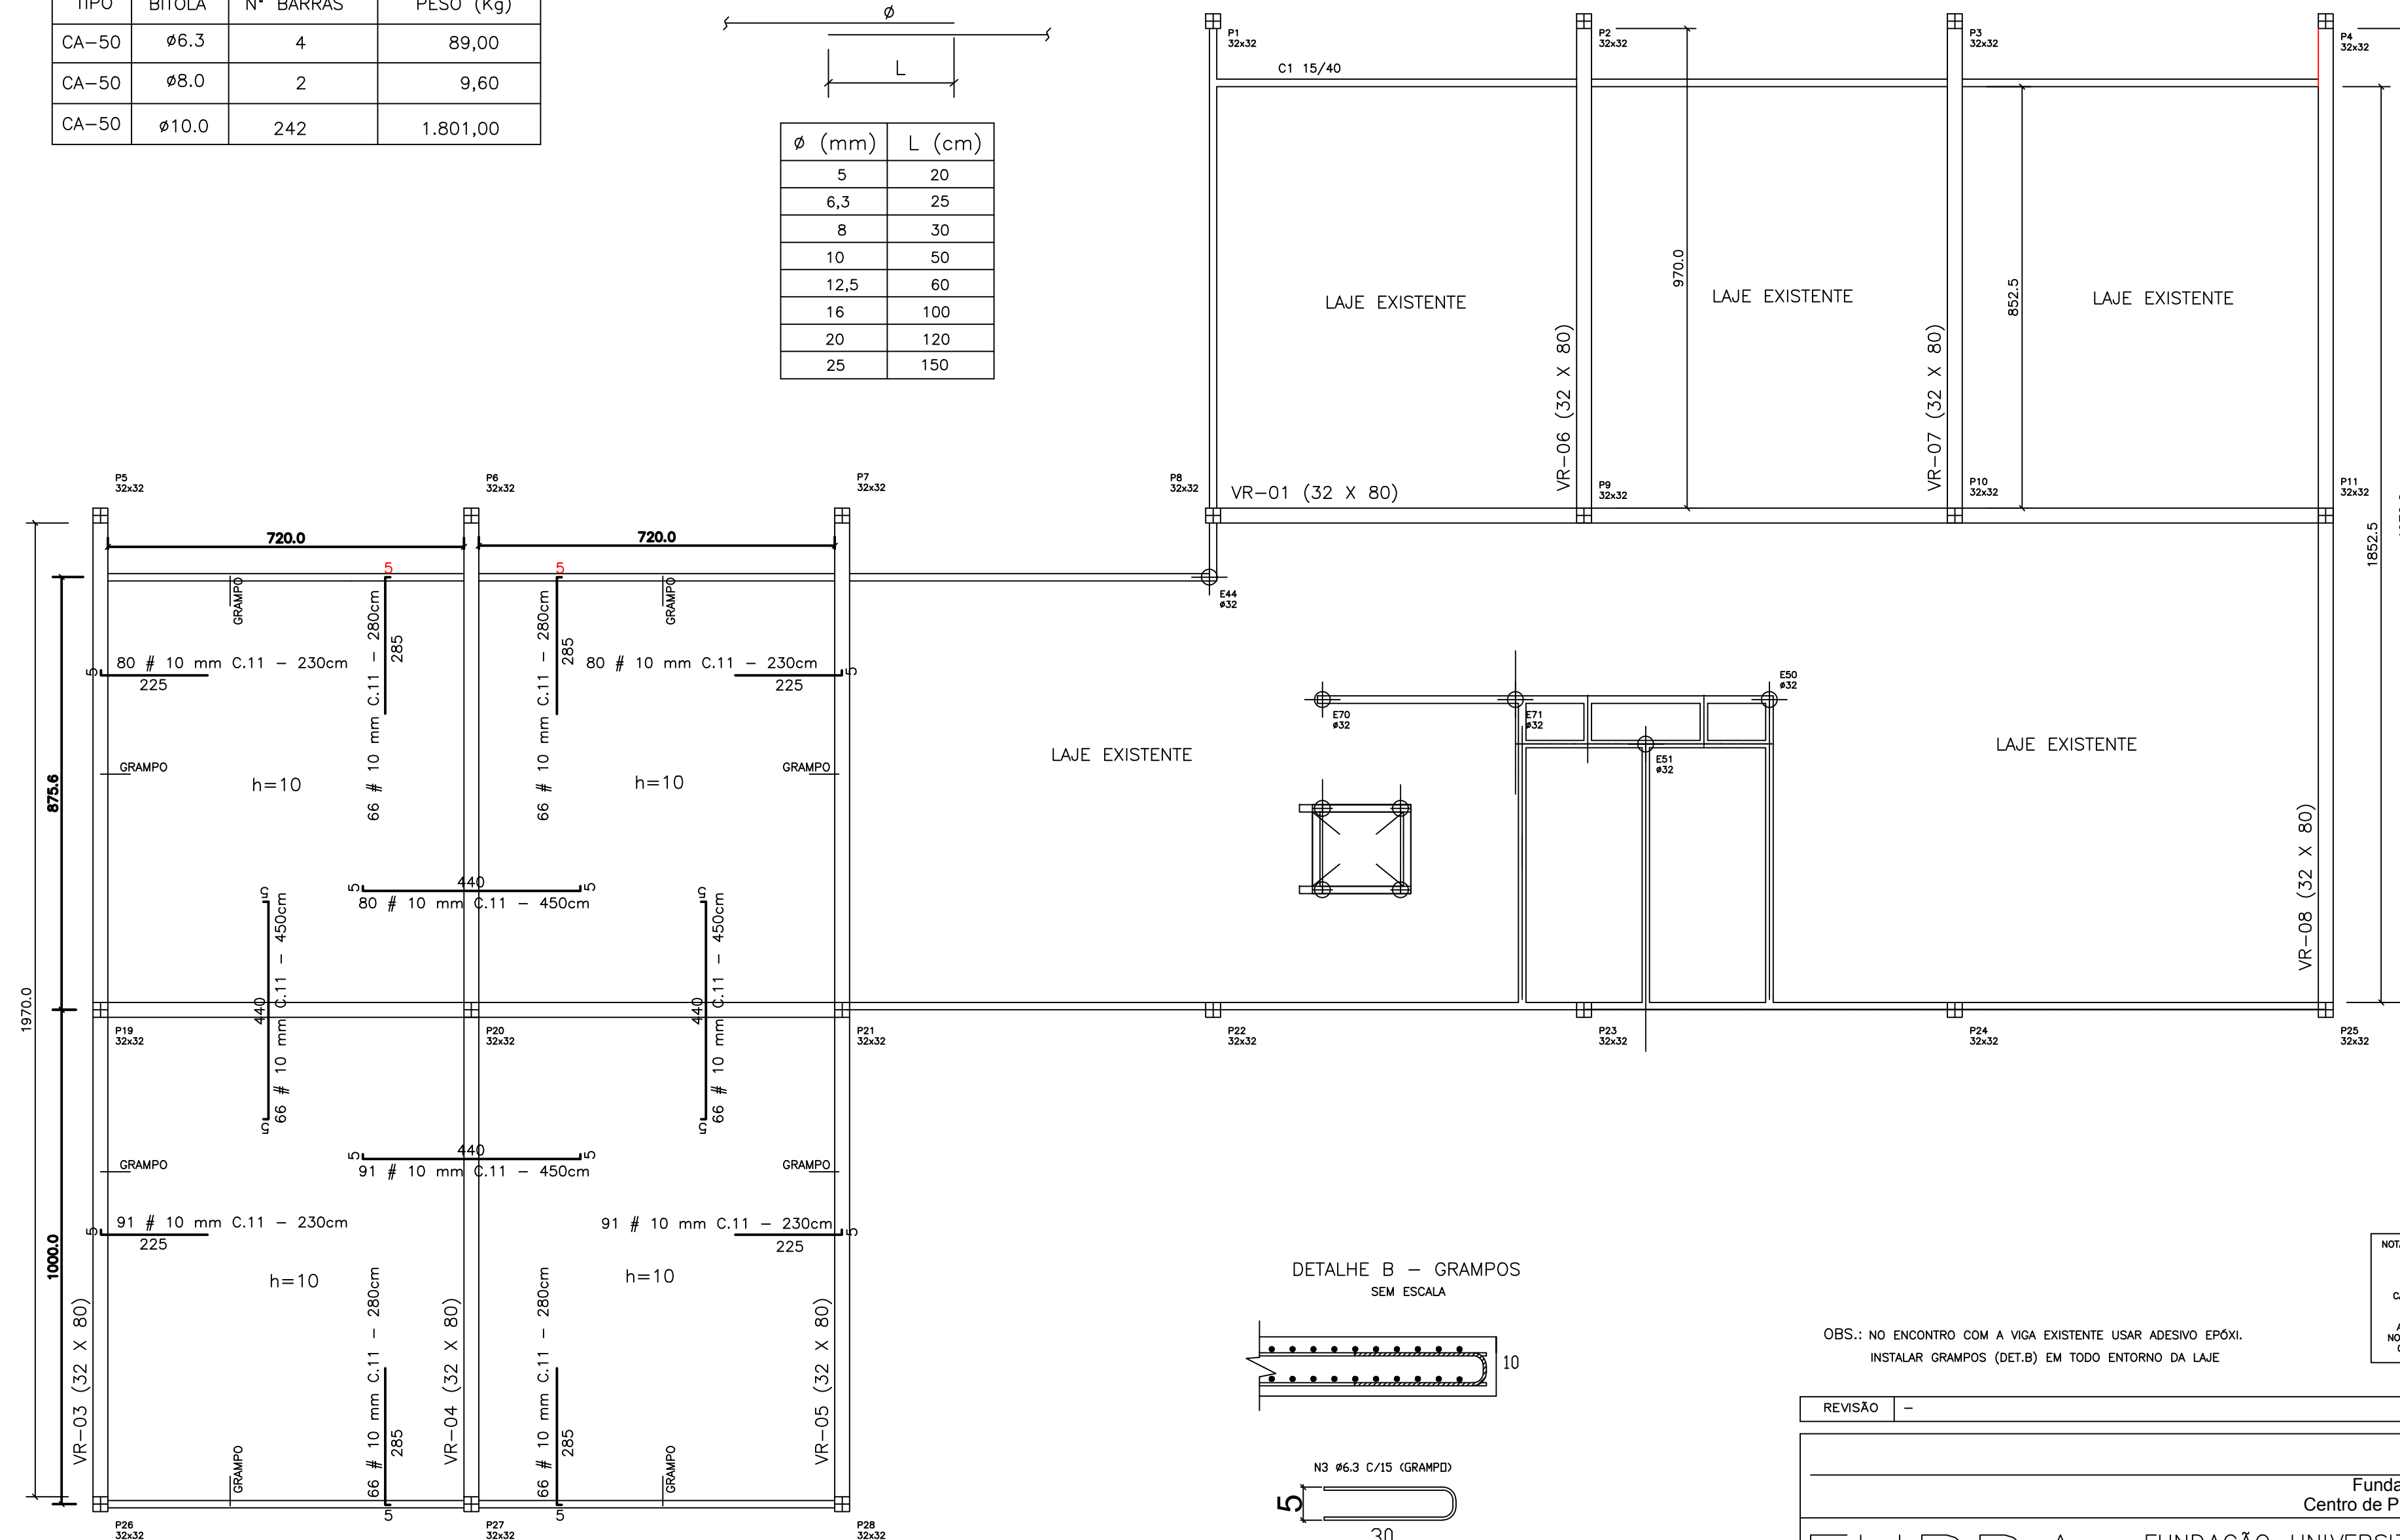 TIPO BITOLA N° BARRAS PESO (Kg)
CA-50 ø6.3 4 89,00
CA-50 ø8.0 2 9,60
CA-50 ø10.0 242 1.801,00
ø
L
ø (mm) L (cm)
5 20
6,3 25
8 30
10 50
12,5 60
16 100
20 120
25 150
P1
32x32
P2
32x32
P3
32x32
P4
32x32
C1 15/40
970.0
852.5
LAJE EXISTENTE
LAJE EXISTENTE
LAJE EXISTENTE
VR-06 (32 X 80)
VR-07 (32 X 80)
1852.5
P5
32x32
P6
32x32
P7
32x32
P8
32x32
VR-01 (32 X 80)
P9
32x32
P10
32x32
P11
32x32
720.0
720.0
5
5
GRAMPO
GRAMPO
E44
ø32
66 # 10 mm C.11 - 280cm
285
66 # 10 mm C.11 - 280cm
285
5
80 # 10 mm C.11 - 230cm
225
80 # 10 mm C.11 - 230cm
225
5
E70
ø32
E71
ø32
E50
ø32
E51
ø32
GRAMPO
GRAMPO
h=10
h=10
875.6
LAJE EXISTENTE
LAJE EXISTENTE
VR-08 (32 X 80)
5
440
5
80 # 10 mm C.11 - 450cm
5
440
66 # 10 mm C.11 - 450cm
5
5
440
66 # 10 mm C.11 - 450cm
5
1970.0
P19
32x32
P20
32x32
P21
32x32
P22
32x32
P23
32x32
P24
32x32
P25
32x32
5
440
5
91 # 10 mm C.11 - 450cm
GRAMPO
GRAMPO
5
91 # 10 mm C.11 - 230cm
225
91 # 10 mm C.11 - 230cm
225
5
1000.0
h=10
h=10
VR-03 (32 X 80)
66 # 10 mm C.11 - 280cm
285
VR-04 (32 X 80)
66 # 10 mm C.11 - 280cm
285
VR-05 (32 X 80)
GRAMPO
GRAMPO
5
5
P26
32x32
P27
32x32
P28
32x32
DETALHE B - GRAMPOS
SEM ESCALA
10
N3 ø6.3 C/15 (GRAMPO)
5
30
OBS.: NO ENCONTRO COM A VIGA EXISTENTE USAR ADESIVO EPÓXI.
INSTALAR GRAMPOS (DET.B) EM TODO ENTORNO DA LAJE
REVISÃO -
Centro de P